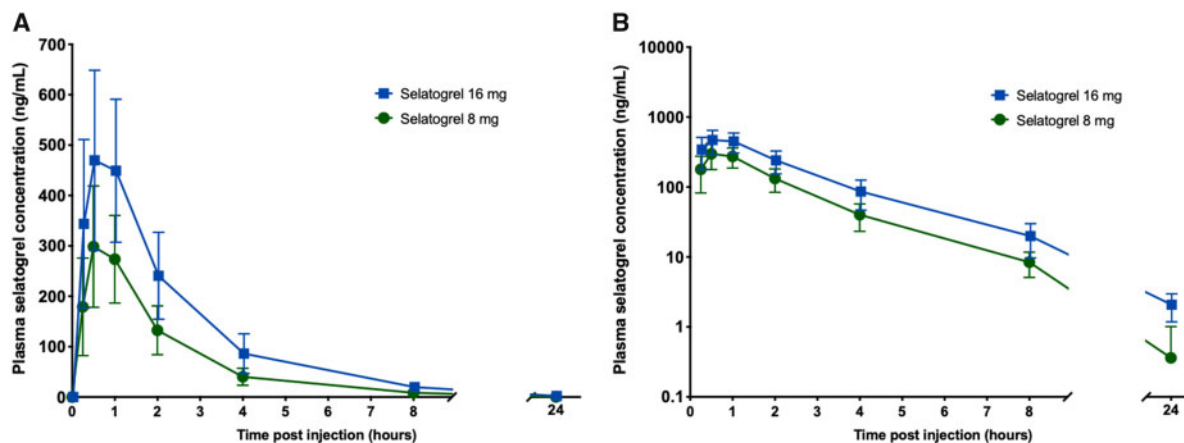 A
Plasma selatogrel concentration (ng/mL)
700
600
500
400
300
200
100
0
Selatogrel 16 mg
Selatogrel 8 mg
0 1 2 3 4 5 6 7 8 24
Time post injection (hours)
B
Plasma selatogrel concentration (ng/mL)
10000
1000
100
10
1
0.1
Selatogrel 16 mg
Selatogrel 8 mg
0 1 2 3 4 5 6 7 8 24
Time post injection (hours)